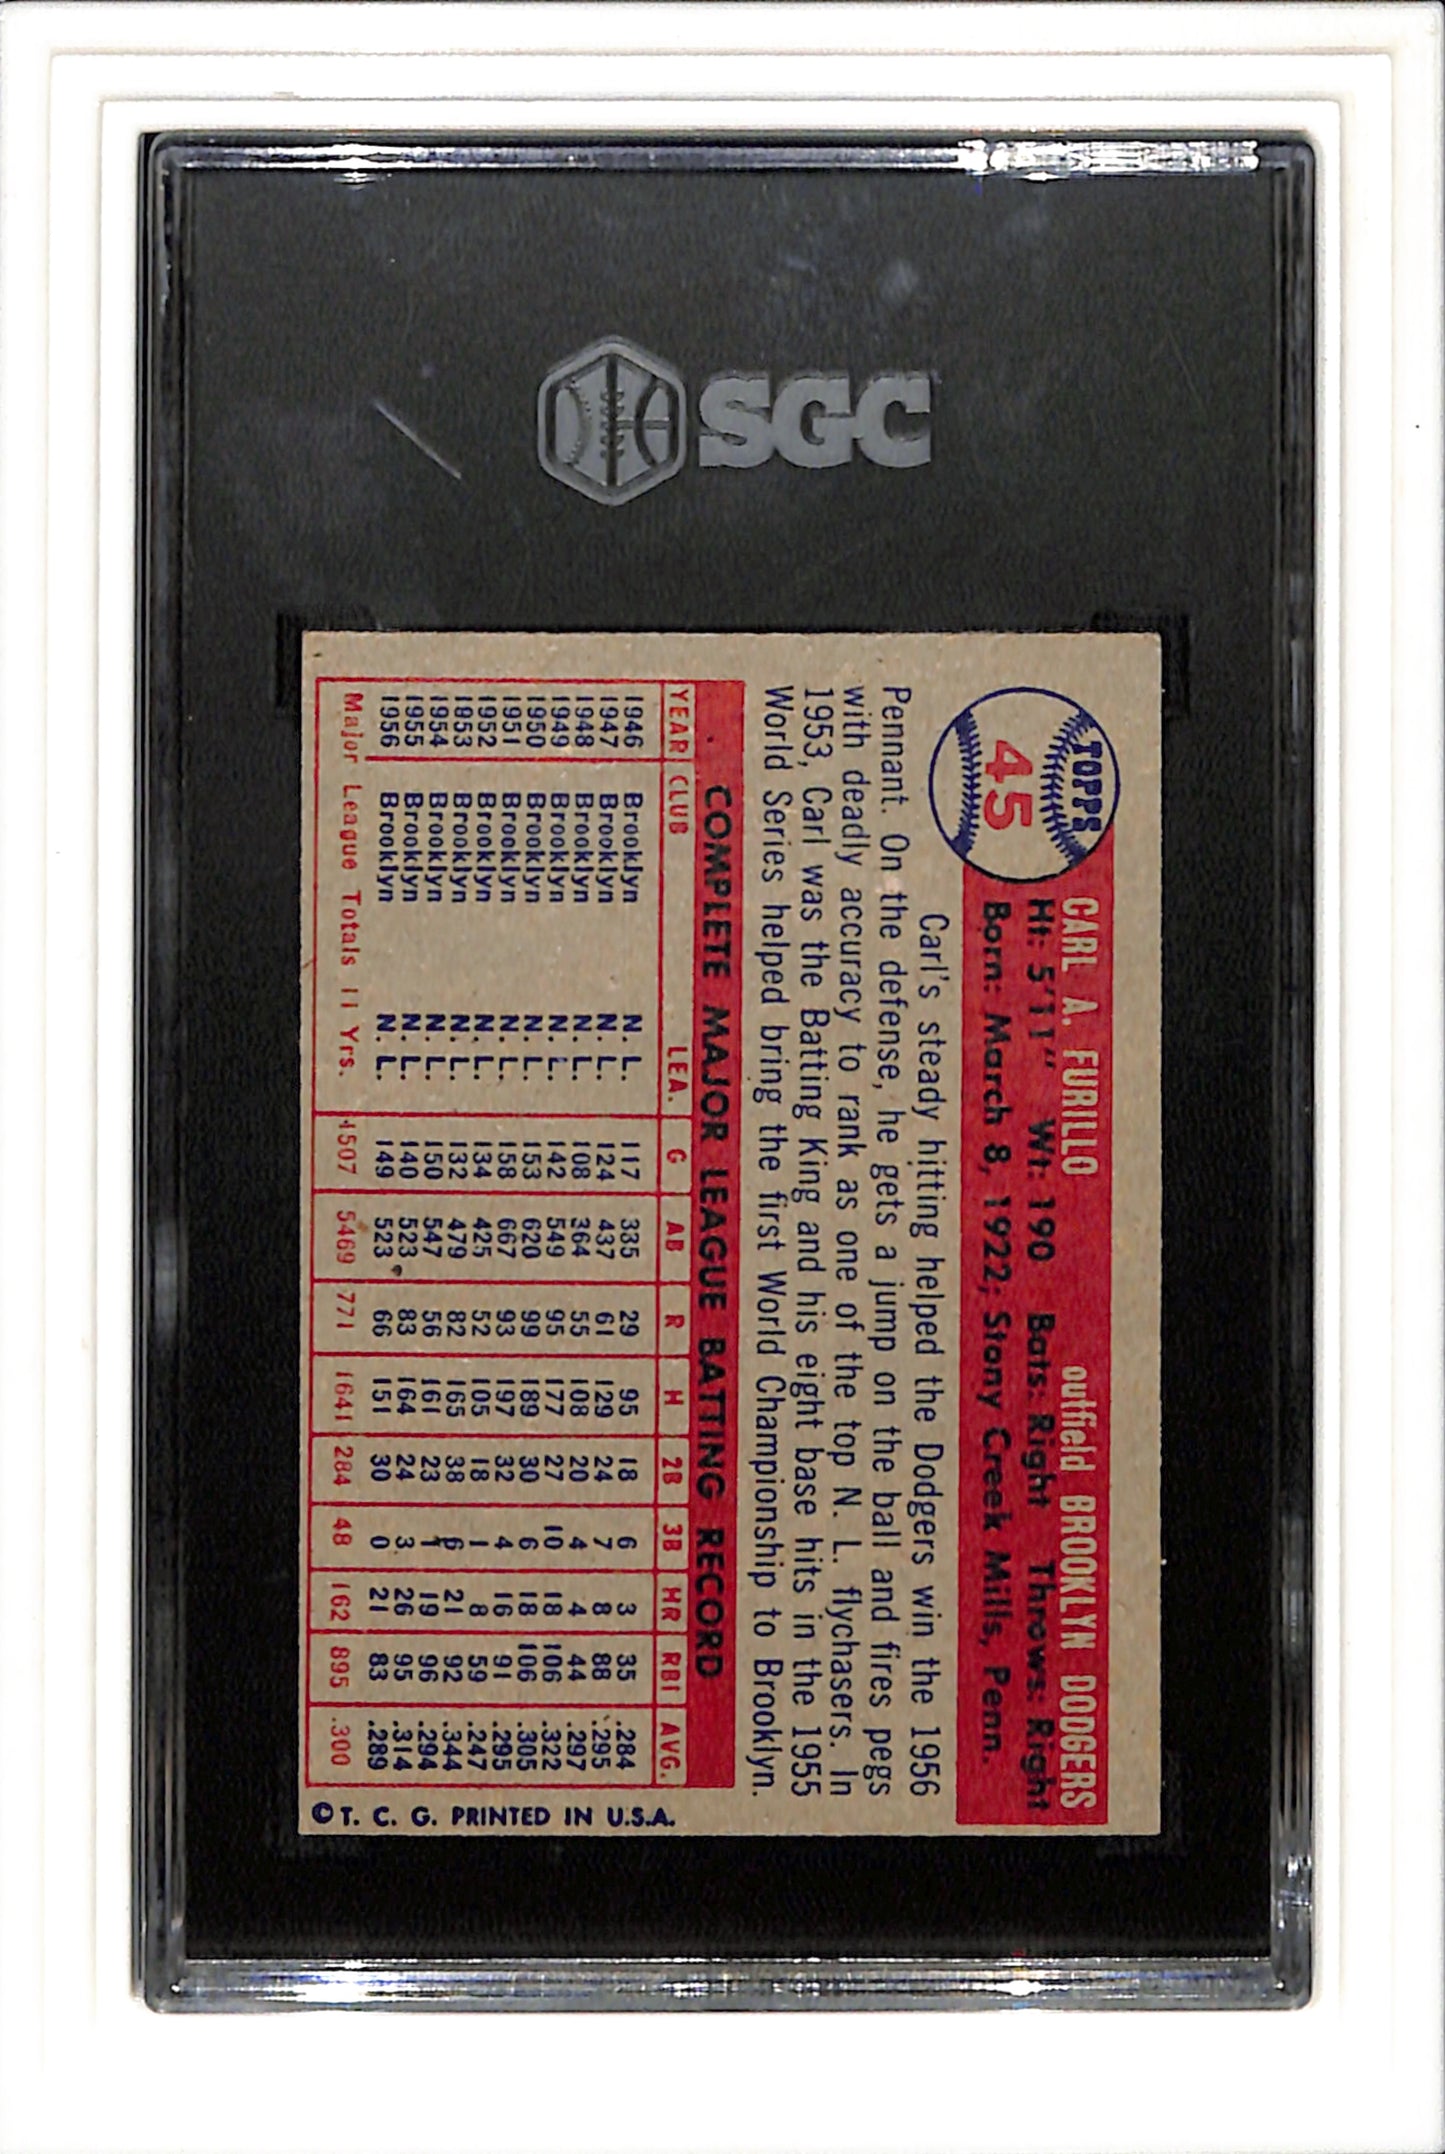 SGC
TOPPS
45
CARL A. FURILLO outfield BROOKLYN DODGERS
Ht: 5'11" Wt: 190 Bats: Right Throws: Right
Born: March 8, 1922; Stony Creek Mills, Penn.
Carl's steady hitting helped the Dodgers win the 1956
Pennant. On the defense, he gets a jump on the ball and fires pegs
with deadly accuracy to rank as one of the top N. L. flychasers. In
1953, Carl was the Batting King and his eight base hits in the 1955
World Series helped bring the first World Championship to Brooklyn.
COMPLETE MAJOR LEAGUE BATTING RECORD
YEAR CLUB LEA. G AB R H 2B 3B HR RBI AVG.
1946 Brooklyn N. L. 117 335 29 95 18 6 3 35 .284
1947 Brooklyn N. L. 124 437 61 129 24 7 8 88 .295
1948 Brooklyn N. L. 108 364 55 108 20 4 4 44 .297
1949 Brooklyn N. L. 142 549 95 177 27 10 18 106 .322
1950 Brooklyn N. L. 153 620 99 189 30 6 18 106 .305
1951 Brooklyn N. L. 158 667 93 197 32 4 16 91 .295
1952 Brooklyn N. L. 134 425 52 105 18 1 8 59 .247
1953 Brooklyn N. L. 132 479 82 165 38 6 21 92 .344
1954 Brooklyn N. L. 150 547 56 161 23 1 19 96 .294
1955 Brooklyn N. L. 140 523 83 164 24 3 26 95 .314
1956 Brooklyn N. L. 149 523 66 151 30 0 21 83 .289
Major League Totals 11 Yrs. 1507 5469 771 1641 284 48 162 895 .300
© T. C. G. PRINTED IN U.S.A.